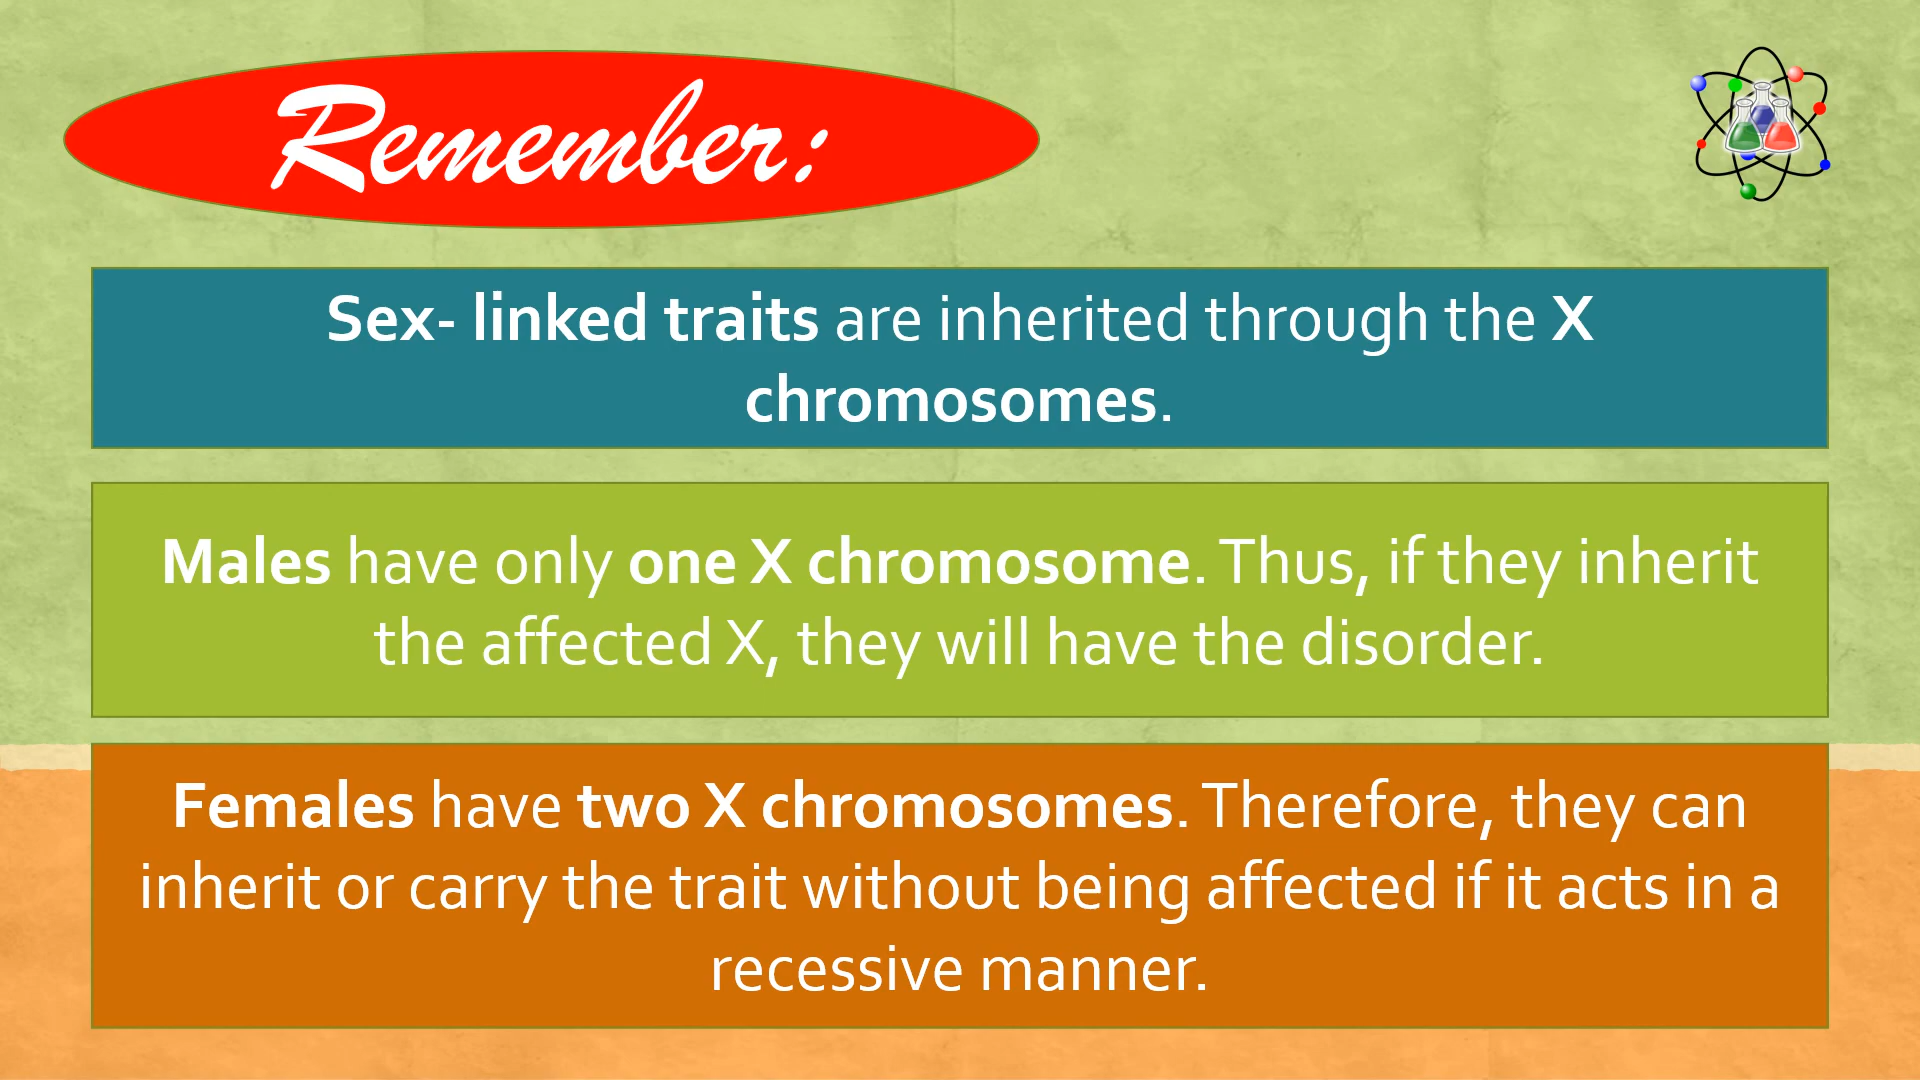 Remember:
Sex- linked traits are inherited through the X
chromosomes.
Males have only one X chromosome. Thus, if they inherit
the affected X, they will have the disorder.
Females have two X chromosomes. Therefore, they can
inherit or carry the trait without being affected if it acts in a
recessive manner.